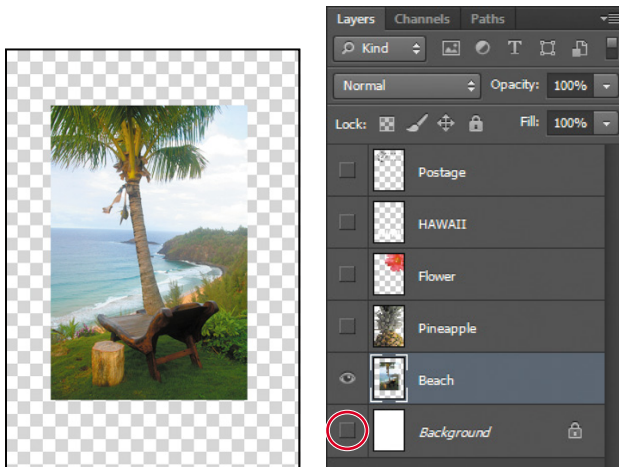 Layers Channels Paths
Kind T
Normal Opacity: 100%
Lock: Fill: 100%
Postage
HAWAII
Flower
Pineapple
Beach
Background